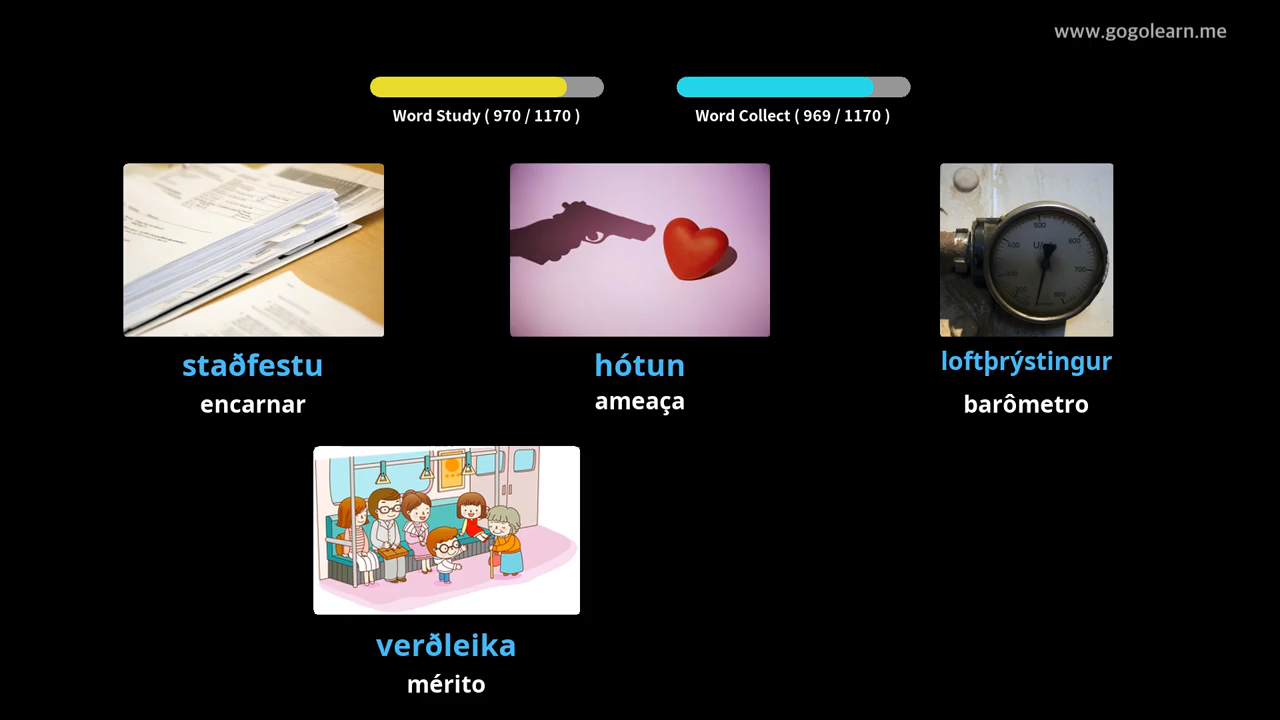 www.gogolearn.me
Word Study ( 970 / 1170 )
Word Collect ( 969 / 1170 )
staðfestu
encarnar
hótun
ameaça
loftþrýstingur
barômetro
verðleika
mérito